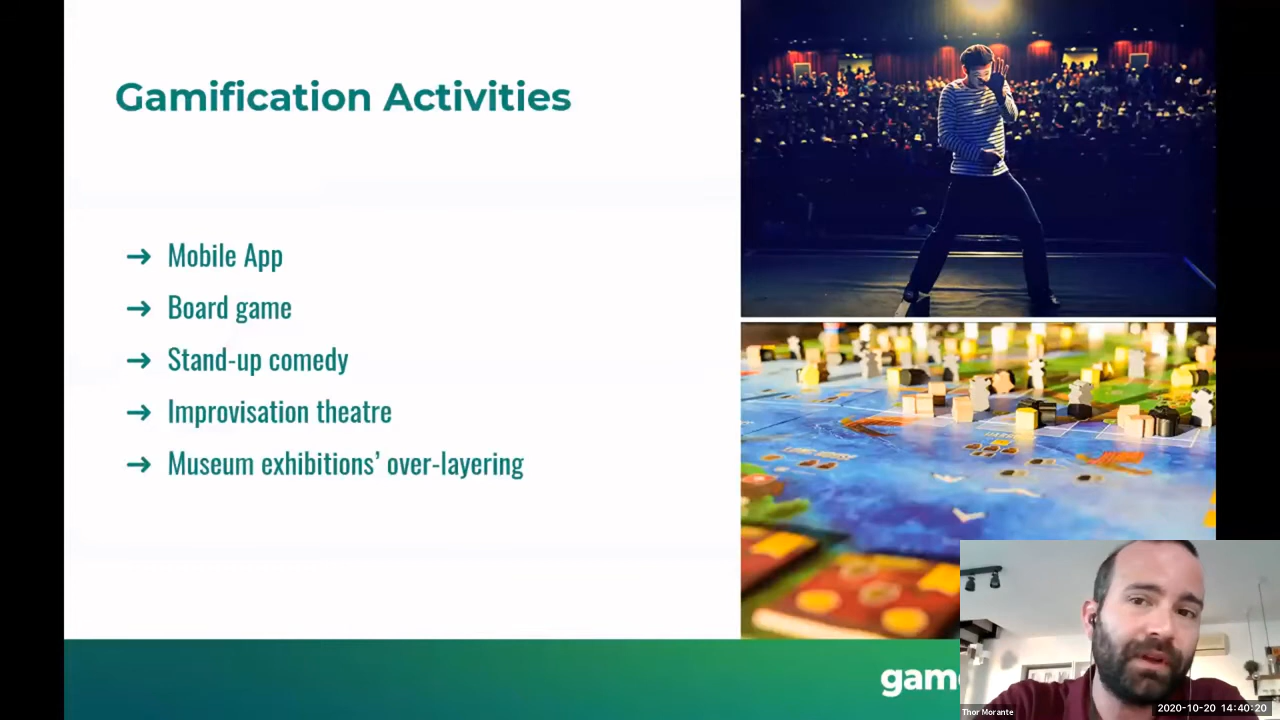 Gamification Activities
➔ Mobile App
➔ Board game
➔ Stand-up comedy
➔ Improvisation theatre
➔ Museum exhibitions’ over-layering
Thor Morante
2020-10-20 14:40:20